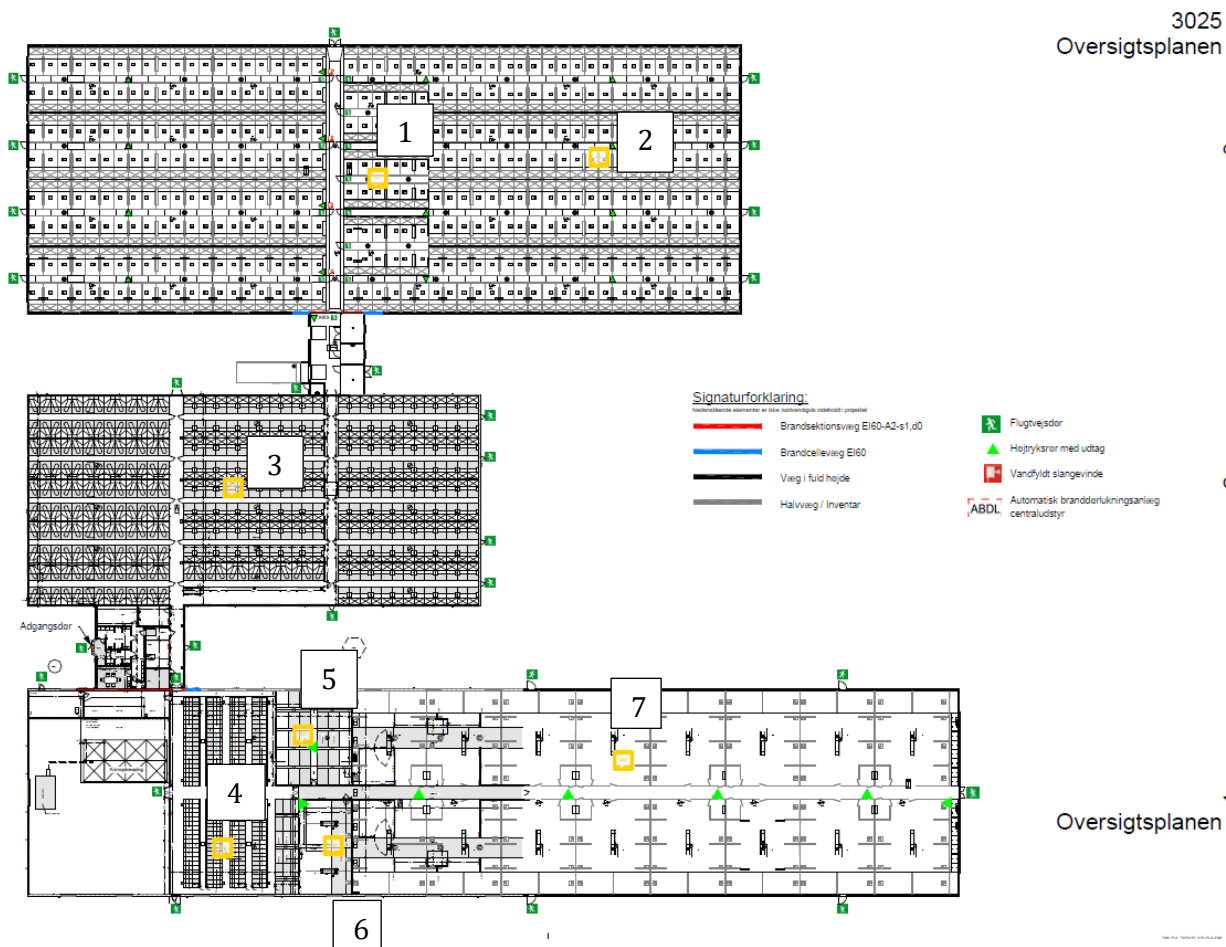 3025
Oversigtsplanen
1
2
ABDL
Signaturforklaring:
Nedenstående elementer er ikke nødvendigvis indeholdt i projektet
Brandsektionsvæg EI60-A2-s1,d0
Brandcellevæg EI60
Væg i fuld højde
Halvvæg / Inventar
Flugtvejsdør
Højtryksrør med udtag
Vandfyldt slangevinde
ABDL
Automatisk branddørlukningsanlæg
centraludstyr
3
Adgangsdør
5
7
4
Oversigtsplanen
6